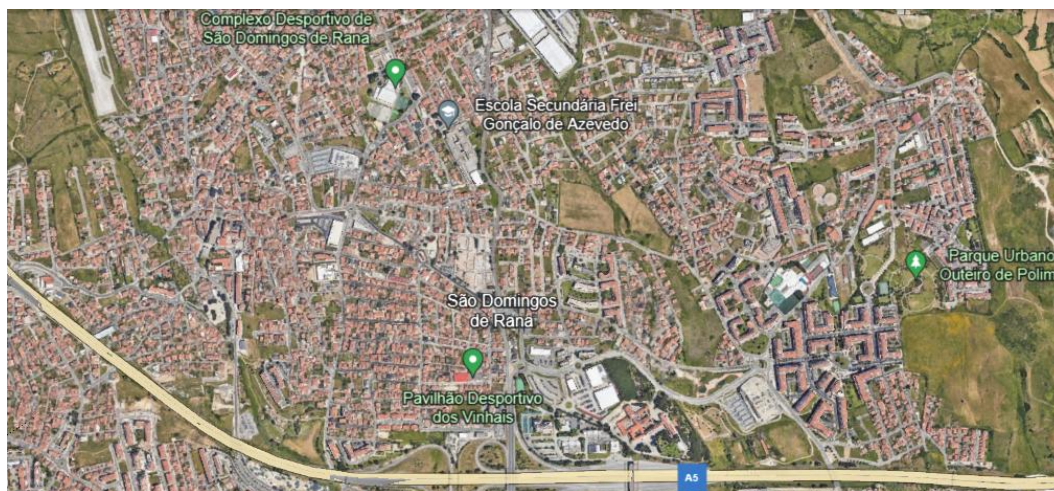 Complexo Desportivo de
São Domingos de Rana
Escola Secundária Frei
Gonçalo de Azevedo
Parque Urbano
Outeiro de Polim
São Domingos
de Rana
Pavilhão Desportivo
dos Vinhais
A5